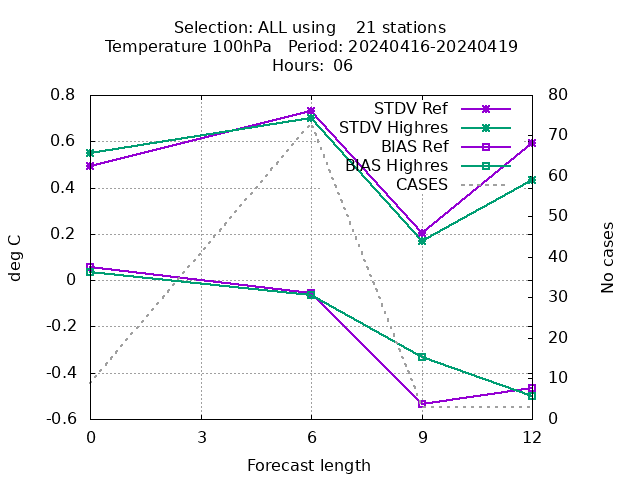 Selection: ALL using    21 stations
Temperature 100hPa   Period: 20240416-20240419
Hours:  06
STDV Ref
STDV Highres
BIAS Ref
BIAS Highres
CASES
deg C
No cases
0.8
0.6
0.4
0.2
0
-0.2
-0.4
-0.6
80
70
60
50
40
30
20
10
0
0 3 6 9 12
Forecast length